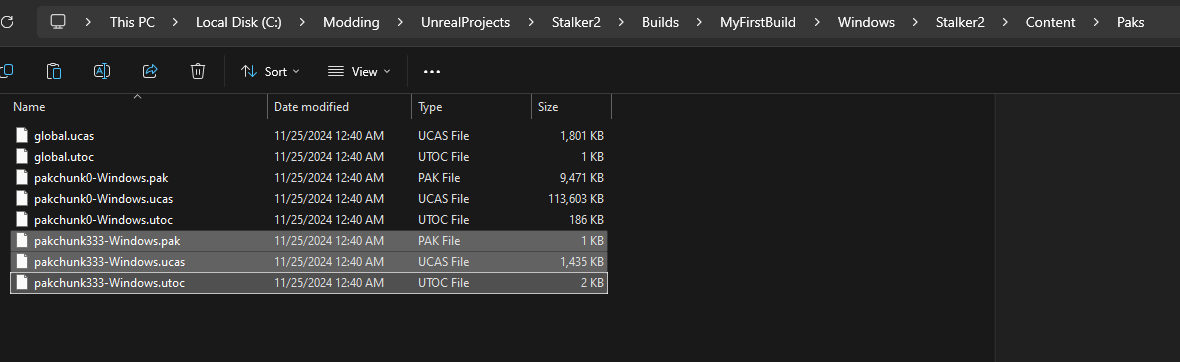 This PC > Local Disk (C:) > Modding > UnrealProjects > Stalker2 > Builds > MyFirstBuild > Windows > Stalker2 > Content > Paks
Sort View
Name Date modified Type Size
global.ucas 11/25/2024 12:40 AM UCAS File 1,801 KB
global.utoc 11/25/2024 12:40 AM UTOC File 1 KB
pakchunk0-Windows.pak 11/25/2024 12:40 AM PAK File 9,471 KB
pakchunk0-Windows.ucas 11/25/2024 12:40 AM UCAS File 113,603 KB
pakchunk0-Windows.utoc 11/25/2024 12:40 AM UTOC File 186 KB
pakchunk333-Windows.pak 11/25/2024 12:40 AM PAK File 1 KB
pakchunk333-Windows.ucas 11/25/2024 12:40 AM UCAS File 1,435 KB
pakchunk333-Windows.utoc 11/25/2024 12:40 AM UTOC File 2 KB